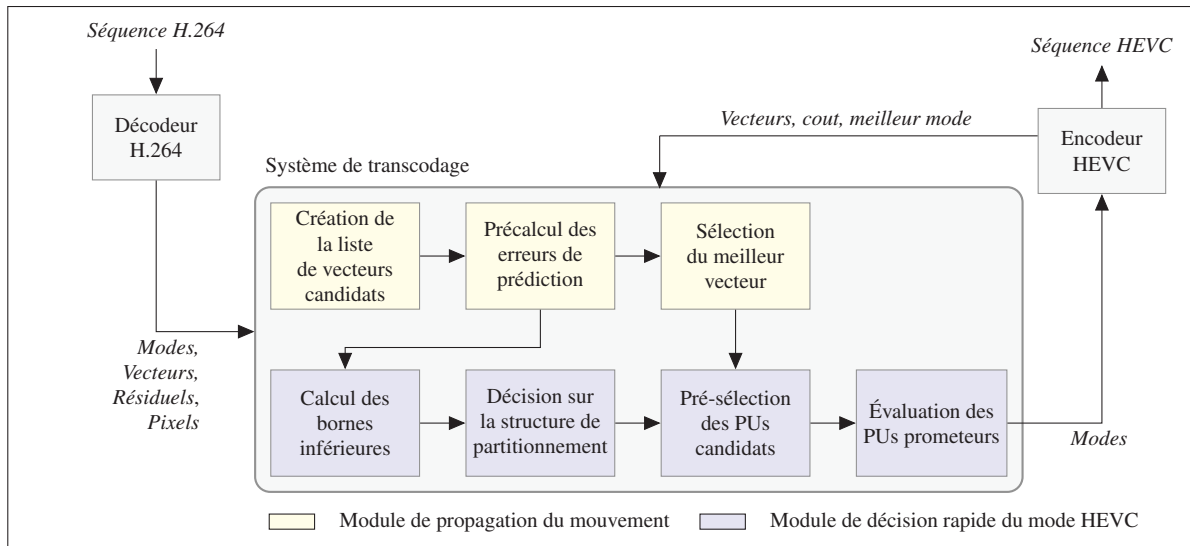 Séquence H.264
Séquence HEVC
Décodeur
H.264
Vecteurs, cout, meilleur mode
Encodeur
HEVC
Système de transcodage
Création de
la liste
de vecteurs
candidats
Précalcul des
erreurs de
prédiction
Sélection
du meilleur
vecteur
Modes,
Vecteurs,
Résiduels,
Pixels
Calcul des
bornes
inférieures
Décision sur
la structure de
partitionnement
Pré-sélection
des PUs
candidats
Évaluation des
PUs prometeurs
Modes
Module de propagation du mouvement
Module de décision rapide du mode HEVC